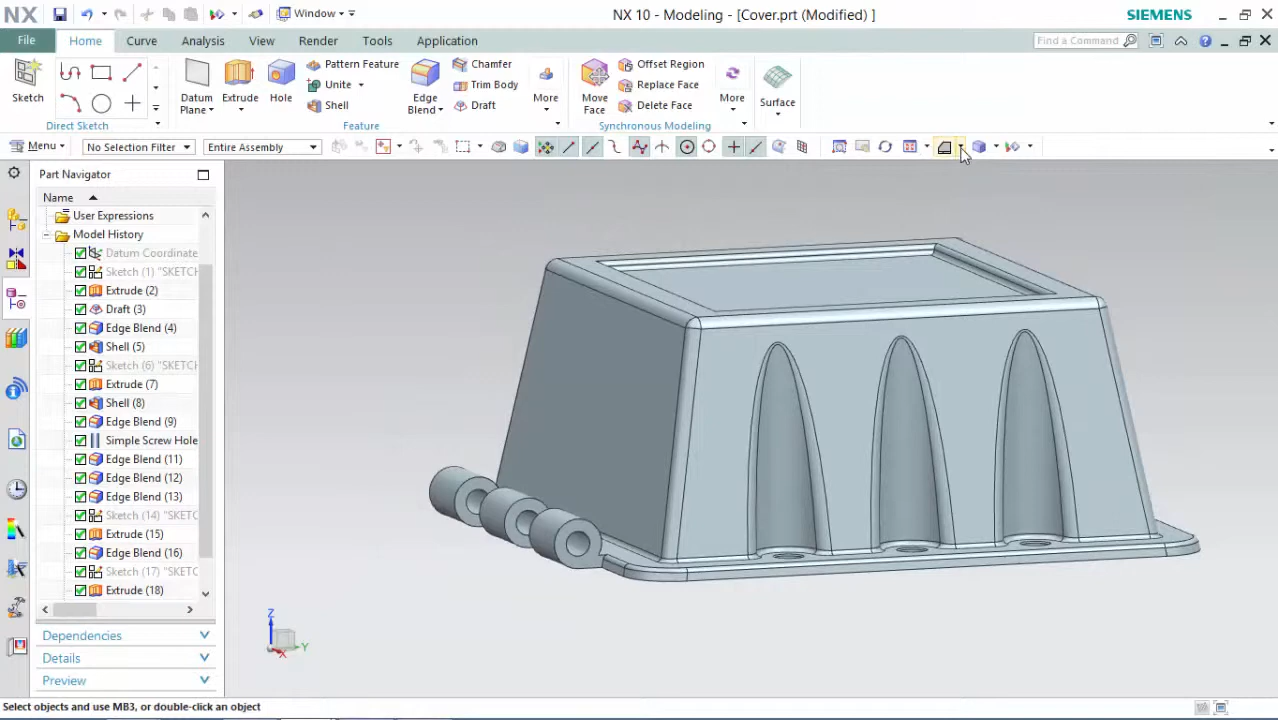 NX
Window
NX 10 - Modeling - [Cover.prt (Modified) ]
SIEMENS
File
Home
Curve
Analysis
View
Render
Tools
Application
Find a Command
Sketch
Direct Sketch
Datum
Plane
Extrude
Hole
Pattern Feature
Unite
Shell
Edge
Blend
Chamfer
Trim Body
Draft
More
Feature
Move
Face
Offset Region
Replace Face
Delete Face
More
Synchronous Modeling
Surface
Menu
No Selection Filter
Entire Assembly
Part Navigator
Name
User Expressions
Model History
Datum Coordinate
Sketch (1) "SKETCH
Extrude (2)
Draft (3)
Edge Blend (4)
Shell (5)
Sketch (6) "SKETCH
Extrude (7)
Shell (8)
Edge Blend (9)
Simple Screw Hole
Edge Blend (11)
Edge Blend (12)
Edge Blend (13)
Sketch (14) "SKETC
Extrude (15)
Edge Blend (16)
Sketch (17) "SKETC
Extrude (18)
Dependencies
Details
Preview
Z
Y
X
Select objects and use MB3, or double-click an object